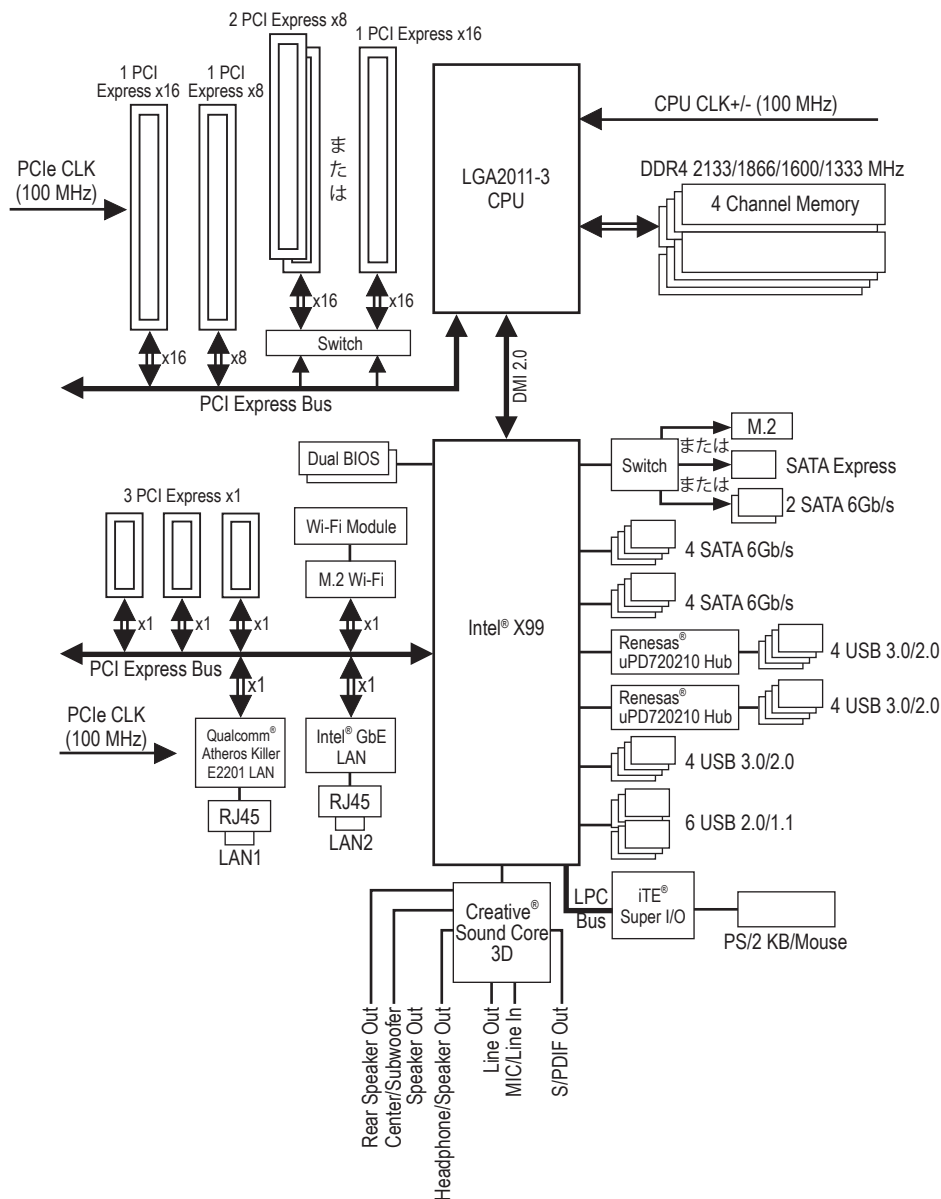 2 PCI Express x8
1 PCI Express x16
1 PCI
Express x16
1 PCI
Express x8
または
PCIe CLK
(100 MHz)
LGA2011-3
CPU
CPU CLK+/- (100 MHz)
DDR4 2133/1866/1600/1333 MHz
4 Channel Memory
x16
x16
Switch
x16
x8
PCI Express Bus
DMI 2.0
Dual BIOS
Switch
M.2
または
SATA Express
または
2 SATA 6Gb/s
3 PCI Express x1
Wi-Fi Module
M.2 Wi-Fi
4 SATA 6Gb/s
4 SATA 6Gb/s
Intel® X99
x1
x1
x1
x1
PCI Express Bus
Renesas®
uPD720210 Hub
4 USB 3.0/2.0
x1
x1
Renesas®
uPD720210 Hub
4 USB 3.0/2.0
PCIe CLK
(100 MHz)
Qualcomm®
Atheros Killer
E2201 LAN
Intel® GbE
LAN
4 USB 3.0/2.0
RJ45
LAN1
RJ45
LAN2
6 USB 2.0/1.1
LPC
Bus
iTE®
Super I/O
PS/2 KB/Mouse
Creative®
Sound Core
3D
Rear Speaker Out
Center/Subwoofer
Speaker Out
Headphone/Speaker Out
Line Out
MIC/Line In
S/PDIF Out